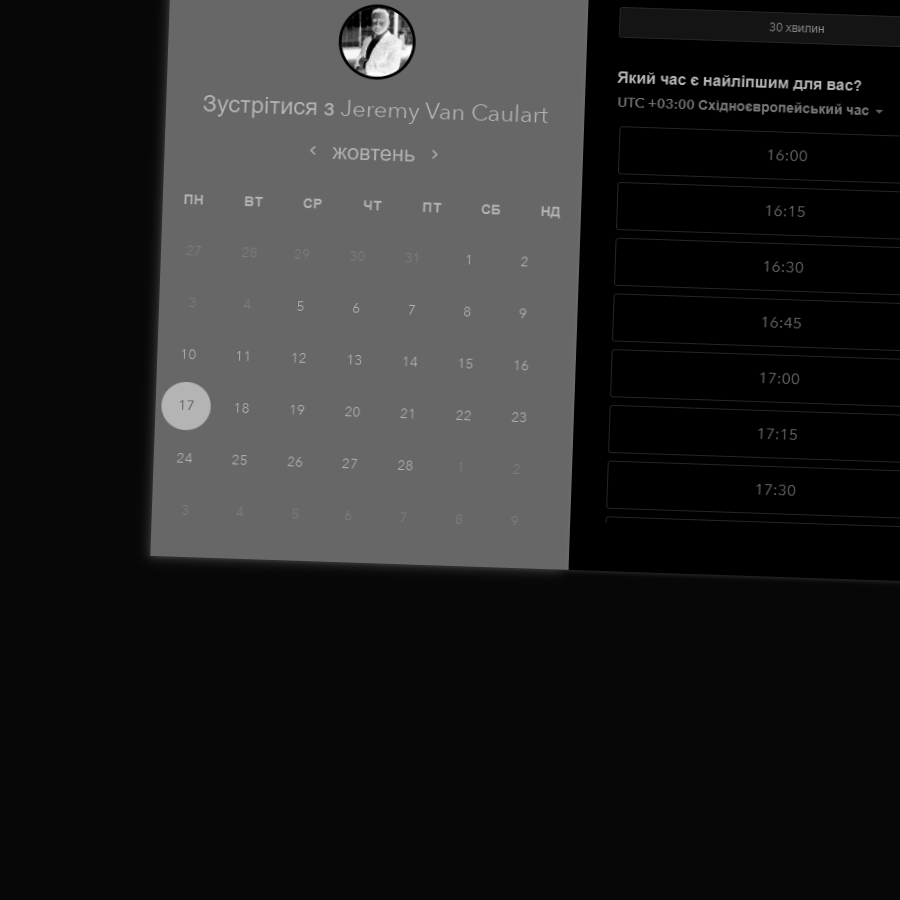 Зустрітися з Jeremy Van Caulart
жовтень
ПН ВТ СР ЧТ ПТ СБ НД
27 28 29 30 31 1 2
3 4 5 6 7 8 9
10 11 12 13 14 15 16
17 18 19 20 21 22 23
24 25 26 27 28 1 2
3 4 5 6 7 8 9
30 хвилин
Який час є найліпшим для вас?
UTC +03:00 Східноєвропейський час
16:00
16:15
16:30
16:45
17:00
17:15
17:30